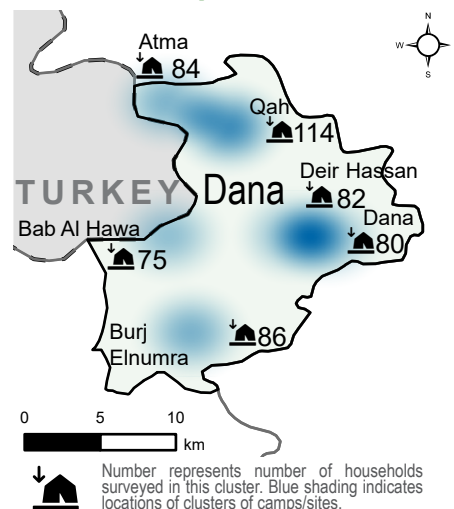 N
W
S
Atma
84
Qah
114
Deir Hassan
82
TURKEY
Dana
Dana
80
Bab Al Hawa
75
Burj
Elnumra
86
0 5 10
km
Number represents number of households
surveyed in this cluster. Blue shading indicates
locations of clusters of camps/sites.